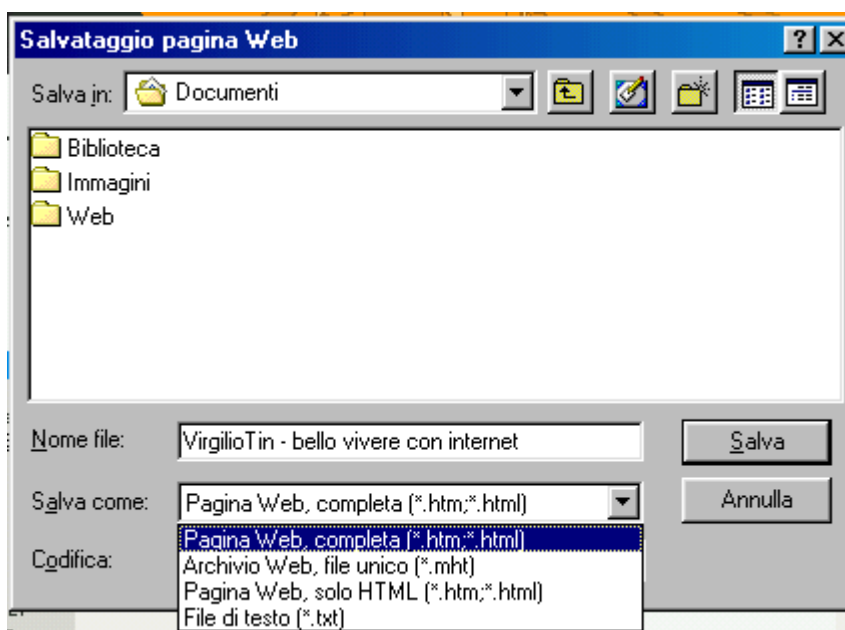 Salvataggio pagina Web
Salva in: Documenti
Biblioteca
Immagini
Web
Nome file: VirgilioTin - bello vivere con internet Salva
Salva come: Pagina Web, completa (*.htm;*.html) Annulla
Pagina Web, completa (*.htm;*.html)
Codifica: Archivio Web, file unico (*.mht)
Pagina Web, solo HTML (*.htm;*.html)
File di testo (*.txt)